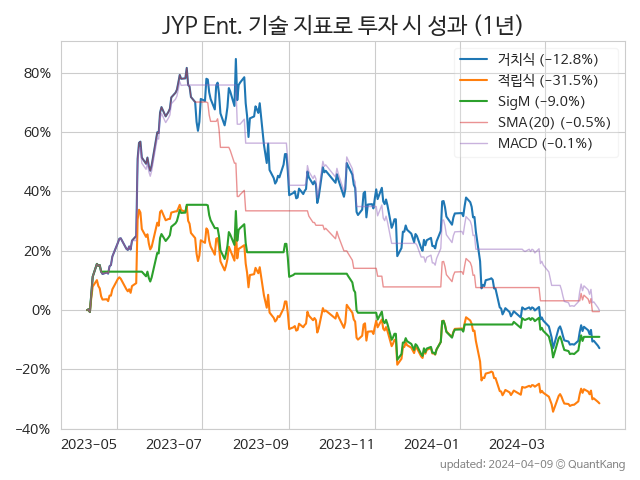 JYP Ent. 기술 지표로 투자 시 성과 (1년)
거치식 (−12.8%)
적립식 (−31.5%)
SigM (−9.0%)
SMA(20) (−0.5%)
MACD (−0.1%)
80%
60%
40%
20%
0%
−20%
−40%
2023-05 2023-07 2023-09 2023-11 2024-01 2024-03
updated: 2024-04-09 © QuantKang